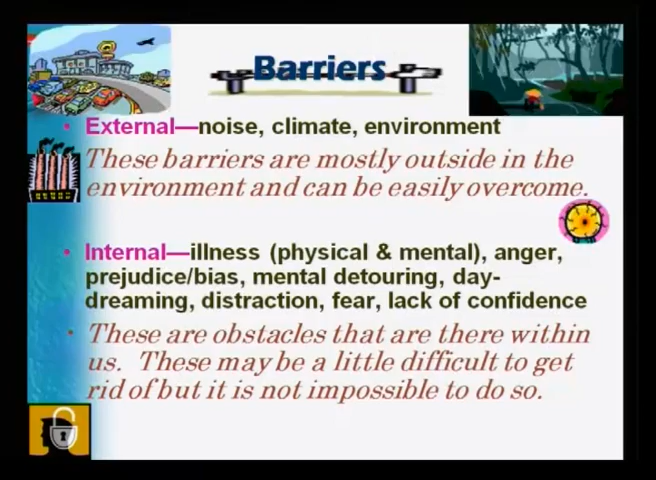 Barriers
• External—noise, climate, environment
These barriers are mostly outside in the
environment and can be easily overcome.
• Internal—illness (physical & mental), anger,
prejudice/bias, mental detouring, day-
dreaming, distraction, fear, lack of confidence
• These are obstacles that are there within
us. These may be a little difficult to get
rid of but it is not impossible to do so.